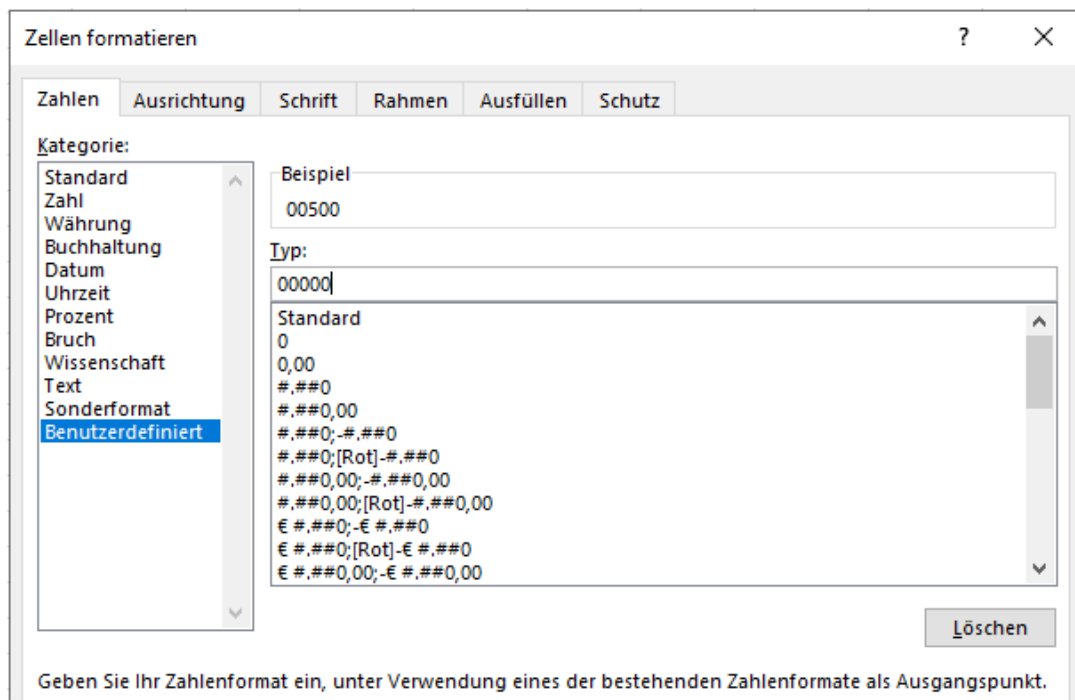 Zellen formatieren ?
Zahlen Ausrichtung Schrift Rahmen Ausfüllen Schutz
Kategorie:
Standard
Zahl
Währung
Buchhaltung
Datum
Uhrzeit
Prozent
Bruch
Wissenschaft
Text
Sonderformat
Benutzerdefiniert
Beispiel
00500
Typ:
00000
Standard
0
0,00
#.##0
#.##0,00
#.##0;-#.##0
#.##0;[Rot]-#.##0
#.##0,00;-#.##0,00
#.##0,00;[Rot]-#.##0,00
€ #.##0;-€ #.##0
€ #.##0;[Rot]-€ #.##0
€ #.##0,00;-€ #.##0,00
Löschen
Geben Sie Ihr Zahlenformat ein, unter Verwendung eines der bestehenden Zahlenformate als Ausgangspunkt.